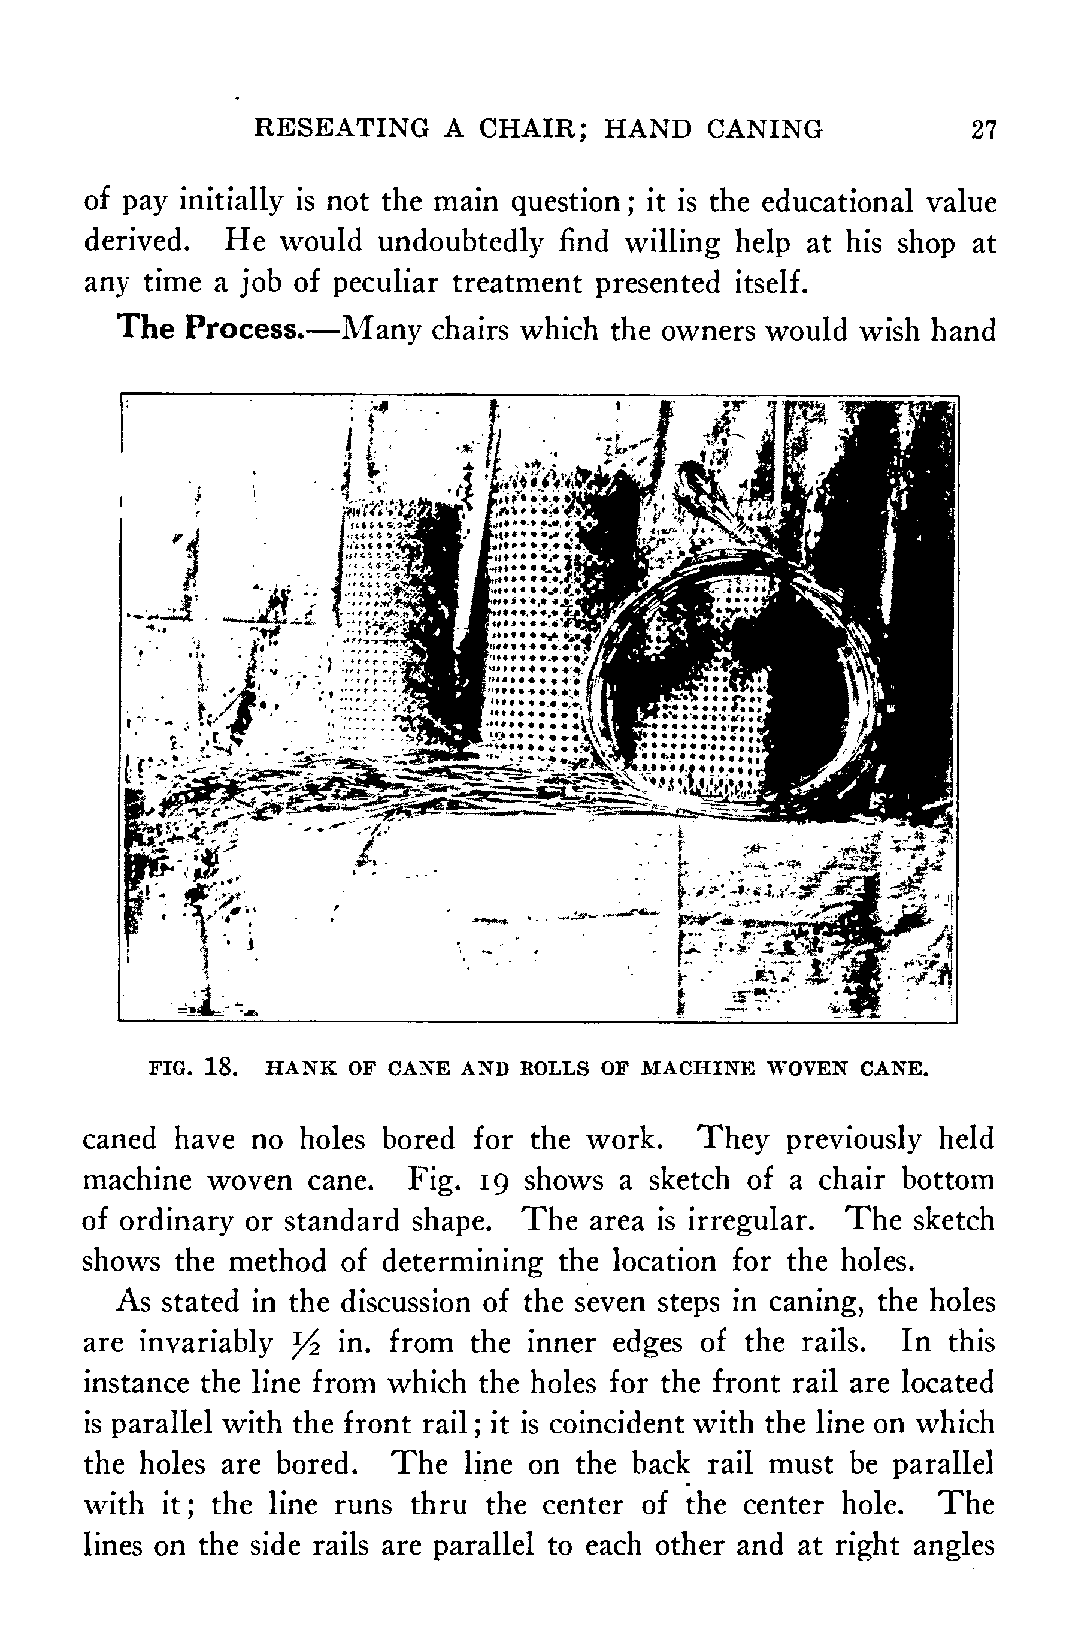 RESEATING A CHAIR; HAND CANING 27
of pay initially is not the main question; it is the educational value
derived. He would undoubtedly find willing help at his shop at
any time a job of peculiar treatment presented itself.
The Process.—Many chairs which the owners would wish hand
FIG. 18. HANK OF CANE AND ROLLS OF MACHINE WOVEN CANE.
caned have no holes bored for the work. They previously held
machine woven cane. Fig. 19 shows a sketch of a chair bottom
of ordinary or standard shape. The area is irregular. The sketch
shows the method of determining the location for the holes.
As stated in the discussion of the seven steps in caning, the holes
are invariably ½ in. from the inner edges of the rails. In this
instance the line from which the holes for the front rail are located
is parallel with the front rail; it is coincident with the line on which
the holes are bored. The line on the back rail must be parallel
with it; the line runs thru the center of the center hole. The
lines on the side rails are parallel to each other and at right angles